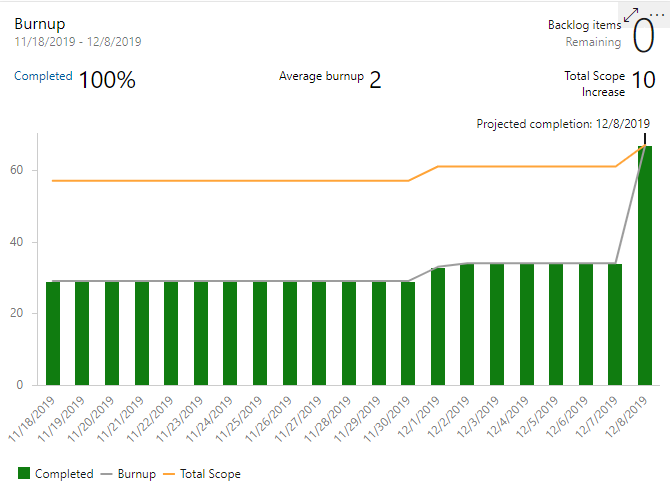 Burnup
11/18/2019 - 12/8/2019
Backlog items
Remaining
0
Completed 100%
Average burnup 2
Total Scope
Increase
10
Projected completion: 12/8/2019
60
40
20
0
11/18/2019
11/19/2019
11/20/2019
11/21/2019
11/22/2019
11/23/2019
11/24/2019
11/25/2019
11/26/2019
11/27/2019
11/28/2019
11/29/2019
11/30/2019
12/1/2019
12/2/2019
12/3/2019
12/4/2019
12/5/2019
12/6/2019
12/7/2019
12/8/2019
Completed Burnup Total Scope